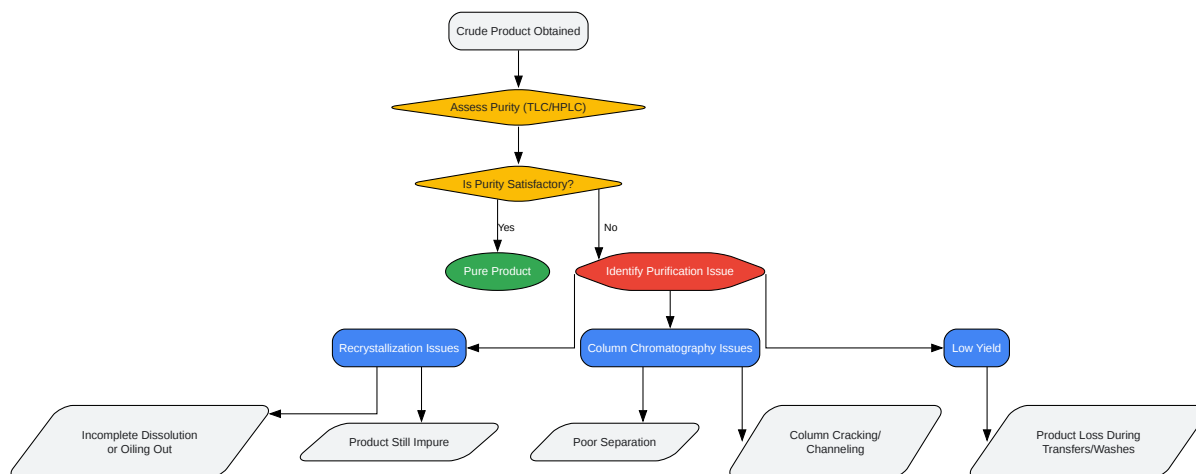 Crude Product Obtained
Assess Purity (TLC/HPLC)
Is Purity Satisfactory?
Yes
No
Pure Product
Identify Purification Issue
Recrystallization Issues
Column Chromatography Issues
Low Yield
Incomplete Dissolution
or Oiling Out
Product Still Impure
Poor Separation
Column Cracking/
Channeling
Product Loss During
Transfers/Washes